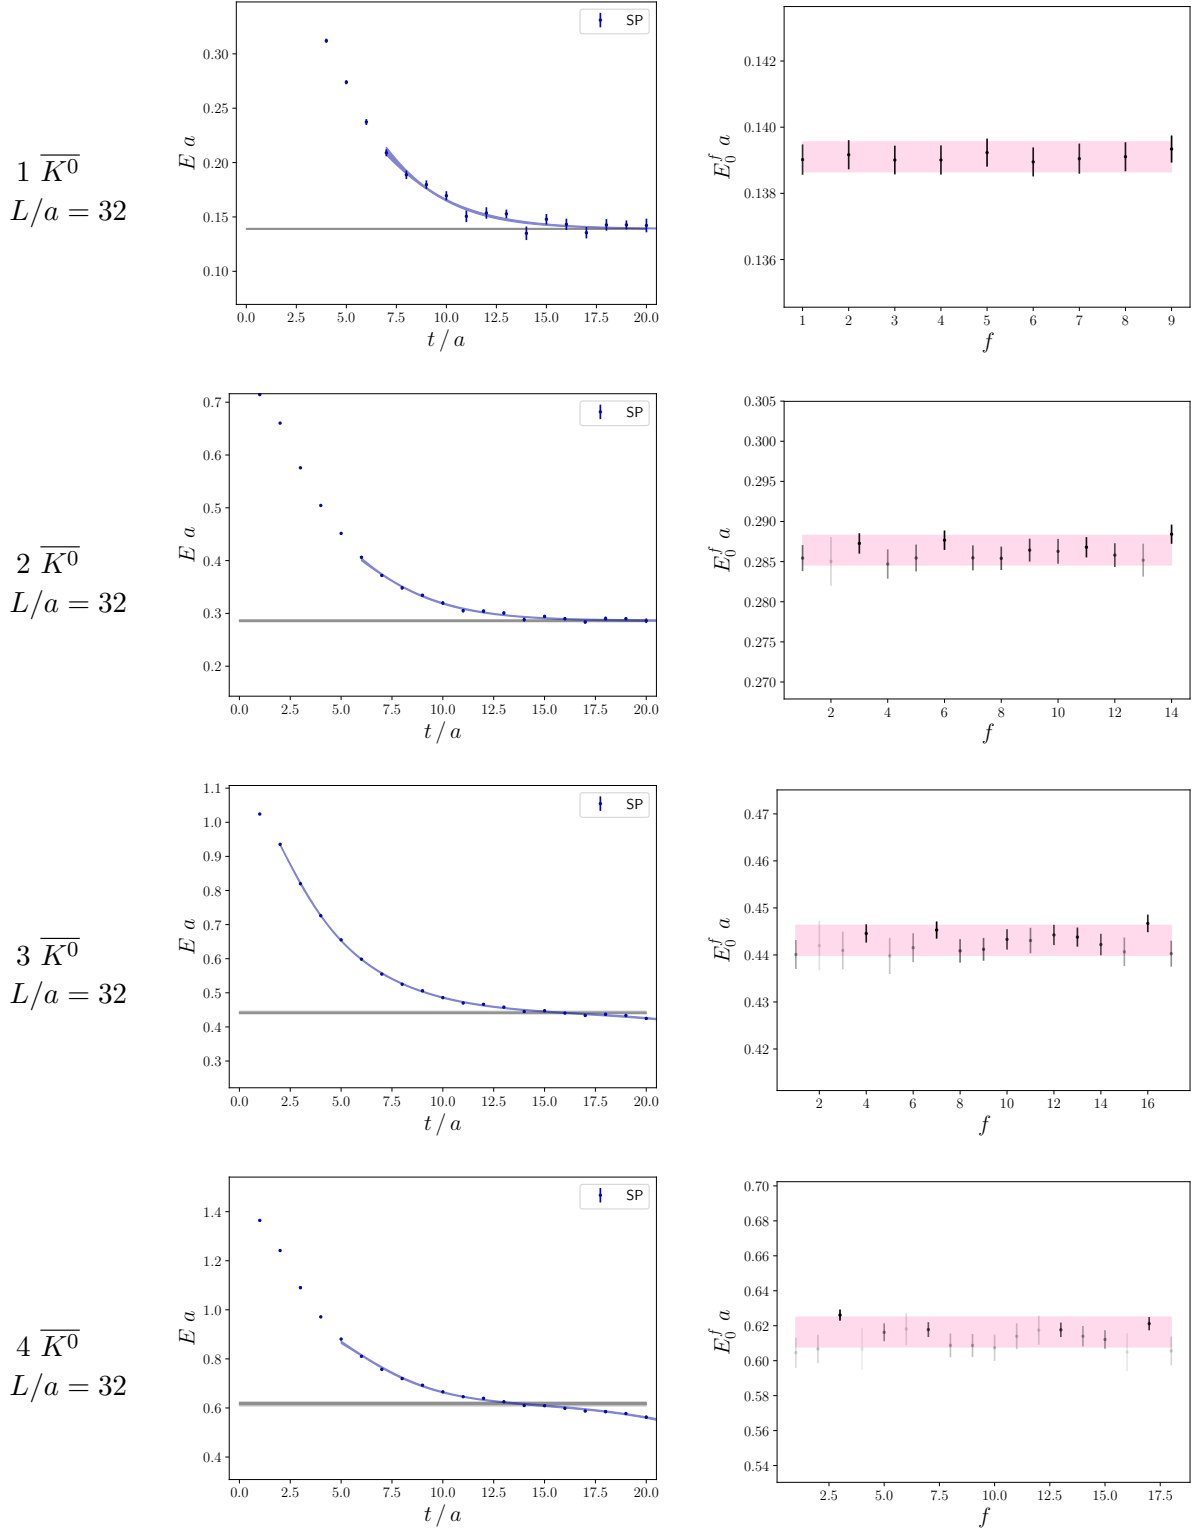 1 K̅⁰
L/a = 32
E a
0.30
0.25
0.20
0.15
0.10
0.0 2.5 5.0 7.5 10.0 12.5 15.0 17.5 20.0
t / a
SP
E₀ᶠ a
0.142
0.140
0.138
0.136
1 2 3 4 5 6 7 8 9
f
2 K̅⁰
L/a = 32
E a
0.7
0.6
0.5
0.4
0.3
0.2
0.0 2.5 5.0 7.5 10.0 12.5 15.0 17.5 20.0
t / a
SP
E₀ᶠ a
0.305
0.300
0.295
0.290
0.285
0.280
0.275
0.270
2 4 6 8 10 12 14
f
3 K̅⁰
L/a = 32
E a
1.1
1.0
0.9
0.8
0.7
0.6
0.5
0.4
0.3
0.0 2.5 5.0 7.5 10.0 12.5 15.0 17.5 20.0
t / a
SP
E₀ᶠ a
0.47
0.46
0.45
0.44
0.43
0.42
2 4 6 8 10 12 14 16
f
4 K̅⁰
L/a = 32
E a
1.4
1.2
1.0
0.8
0.6
0.4
0.0 2.5 5.0 7.5 10.0 12.5 15.0 17.5 20.0
t / a
SP
E₀ᶠ a
0.70
0.68
0.66
0.64
0.62
0.60
0.58
0.56
0.54
2.5 5.0 7.5 10.0 12.5 15.0 17.5
f